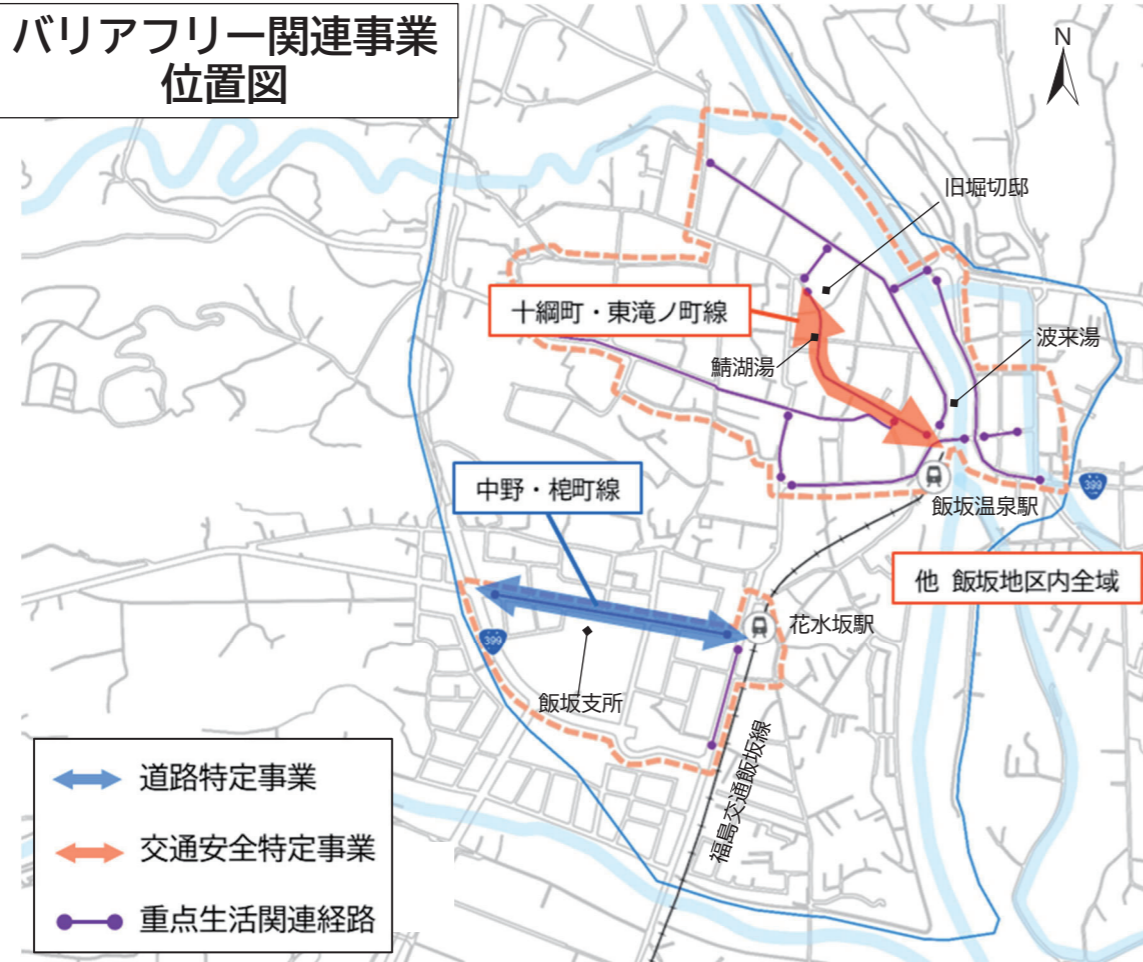 バリアフリー関連事業
位置図
N
旧堀切邸
十綱町・東滝ノ町線
鯖湖湯
波来湯
中野・桅町線
399
飯坂温泉駅
他 飯坂地区内全域
花水坂駅
399
飯坂支所
福島交通飯坂線
道路特定事業
交通安全特定事業
重点生活関連経路